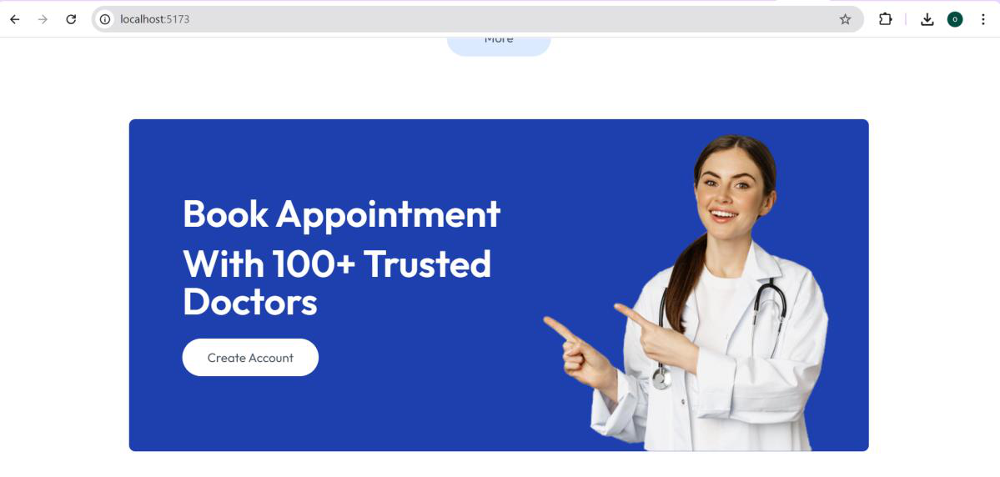 localhost:5173
o
More
Book Appointment
With 100+ Trusted
Doctors
Create Account